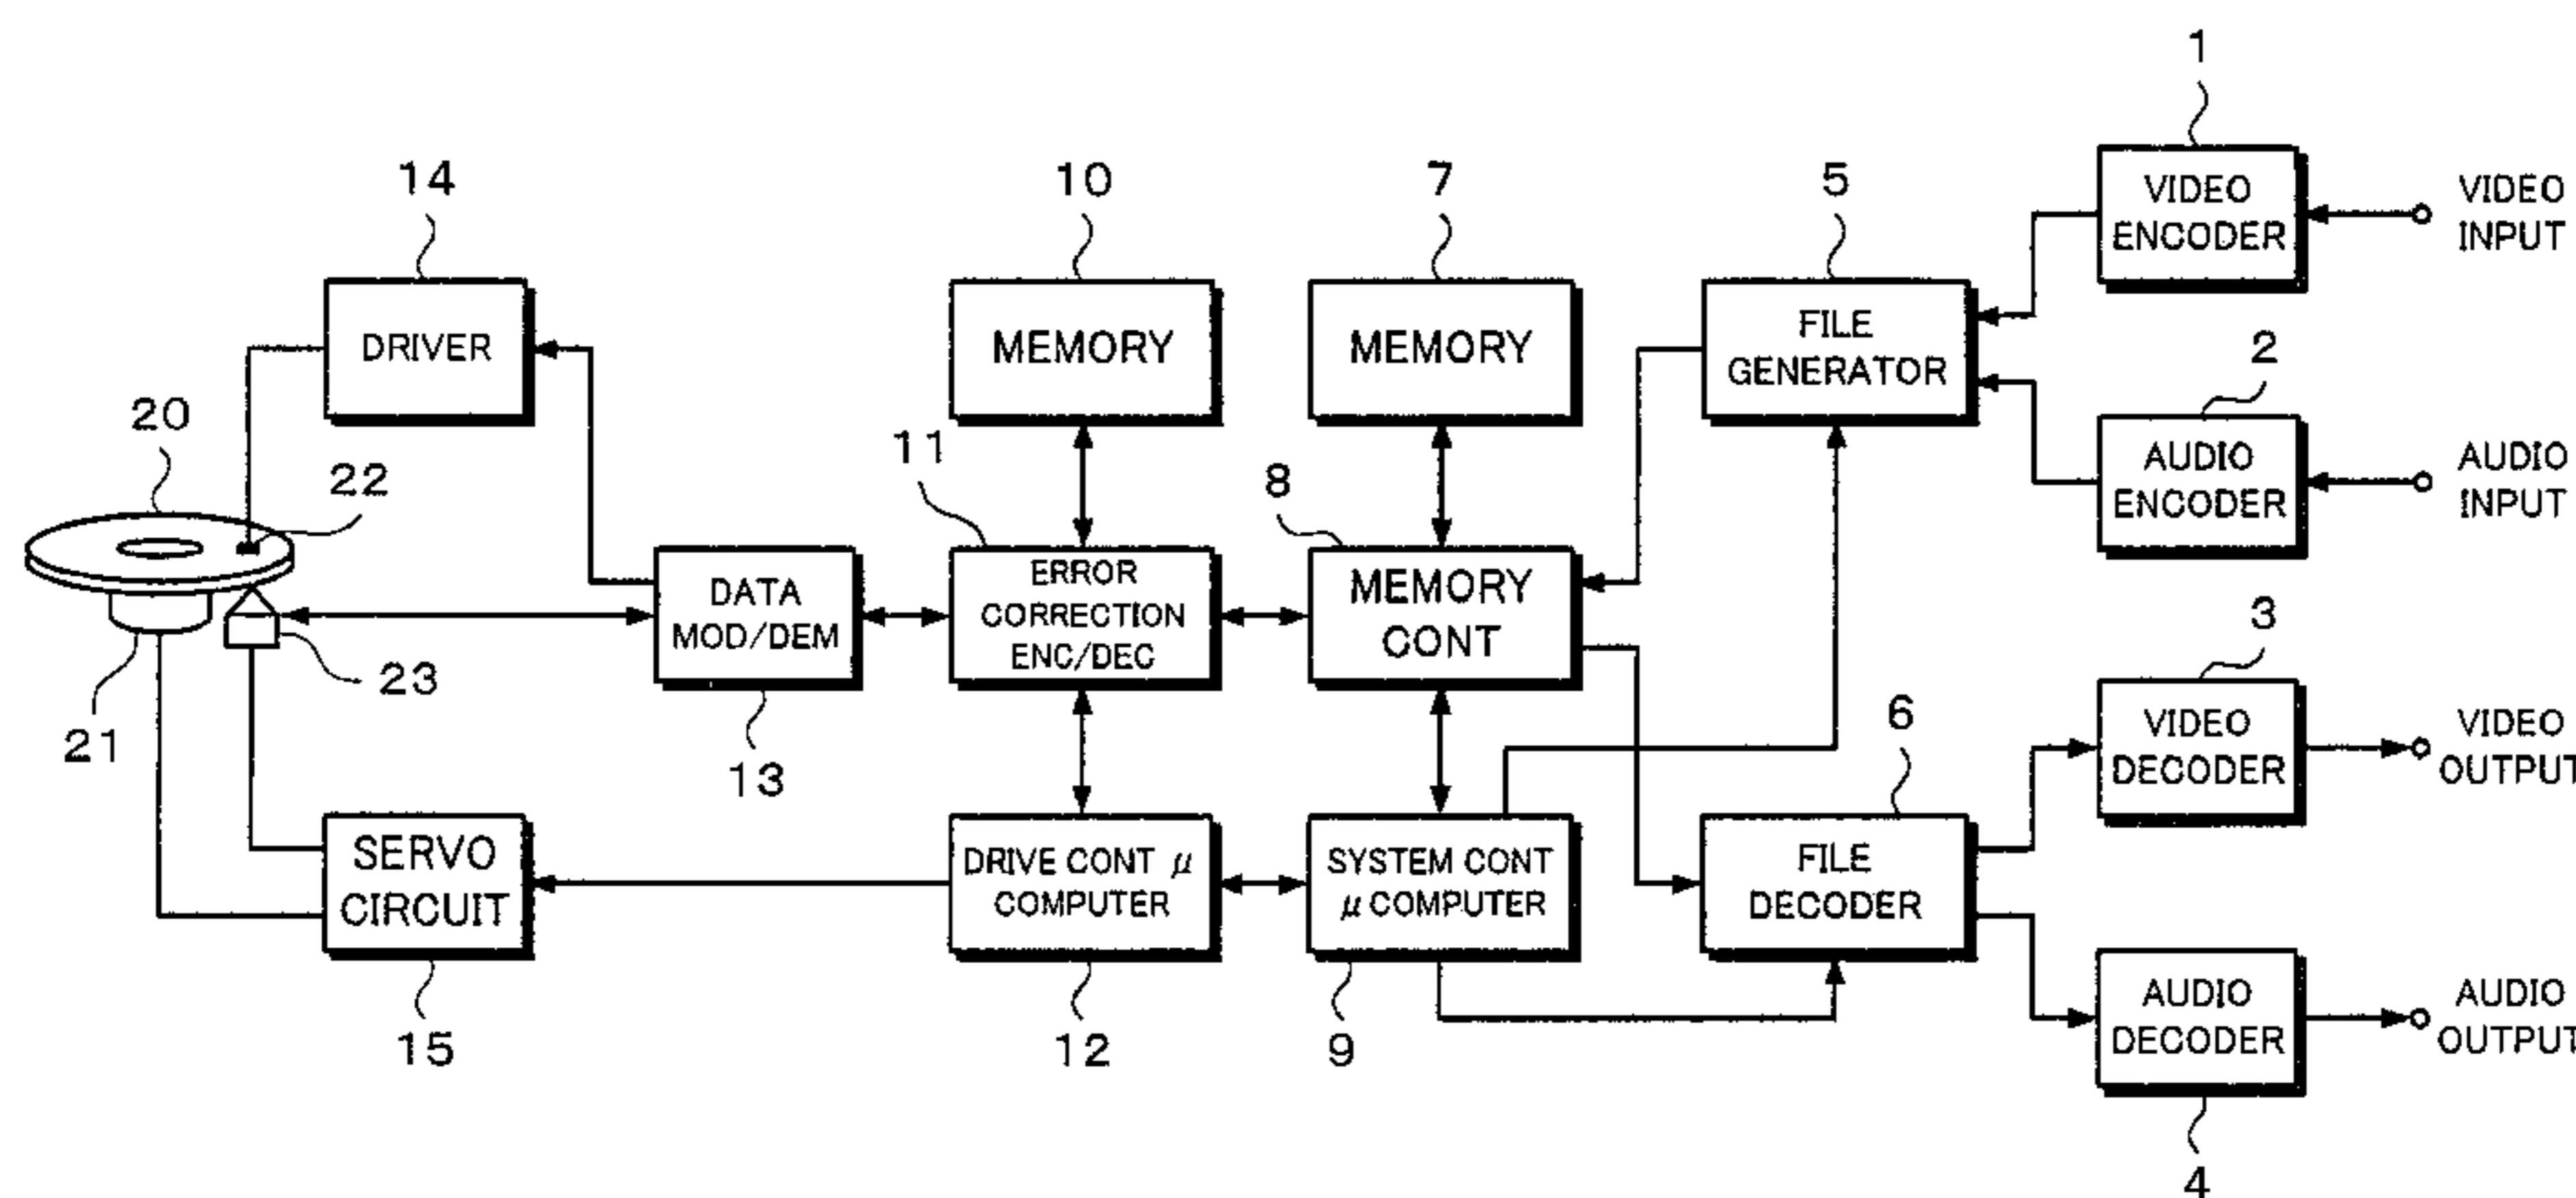 1
VIDEO
ENCODER
VIDEO
INPUT
14
10
7
5
DRIVER
MEMORY
MEMORY
FILE
GENERATOR
2
AUDIO
ENCODER
AUDIO
INPUT
20
22
11
8
DATA
MOD/DEM
13
ERROR
CORRECTION
ENC/DEC
MEMORY
CONT
21
23
3
VIDEO
DECODER
VIDEO
OUTPUT
6
SERVO
CIRCUIT
15
DRIVE CONT μ
COMPUTER
12
SYSTEM CONT
μ COMPUTER
9
FILE
DECODER
AUDIO
DECODER
AUDIO
OUTPUT
4